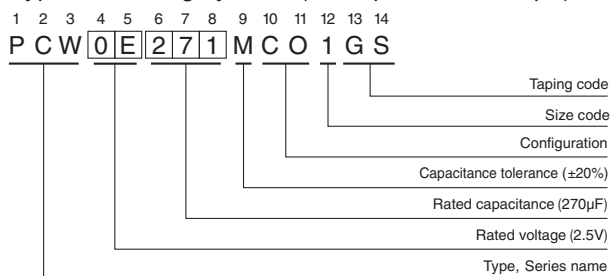 1 2 3 4 5 6 7 8 9 10 11 12 13 14
P C W 0 E 2 7 1 M C O 1 G S
Taping code
Size code
Configuration
Capacitance tolerance (±20%)
Rated capacitance (270µF)
Rated voltage (2.5V)
Type, Series name